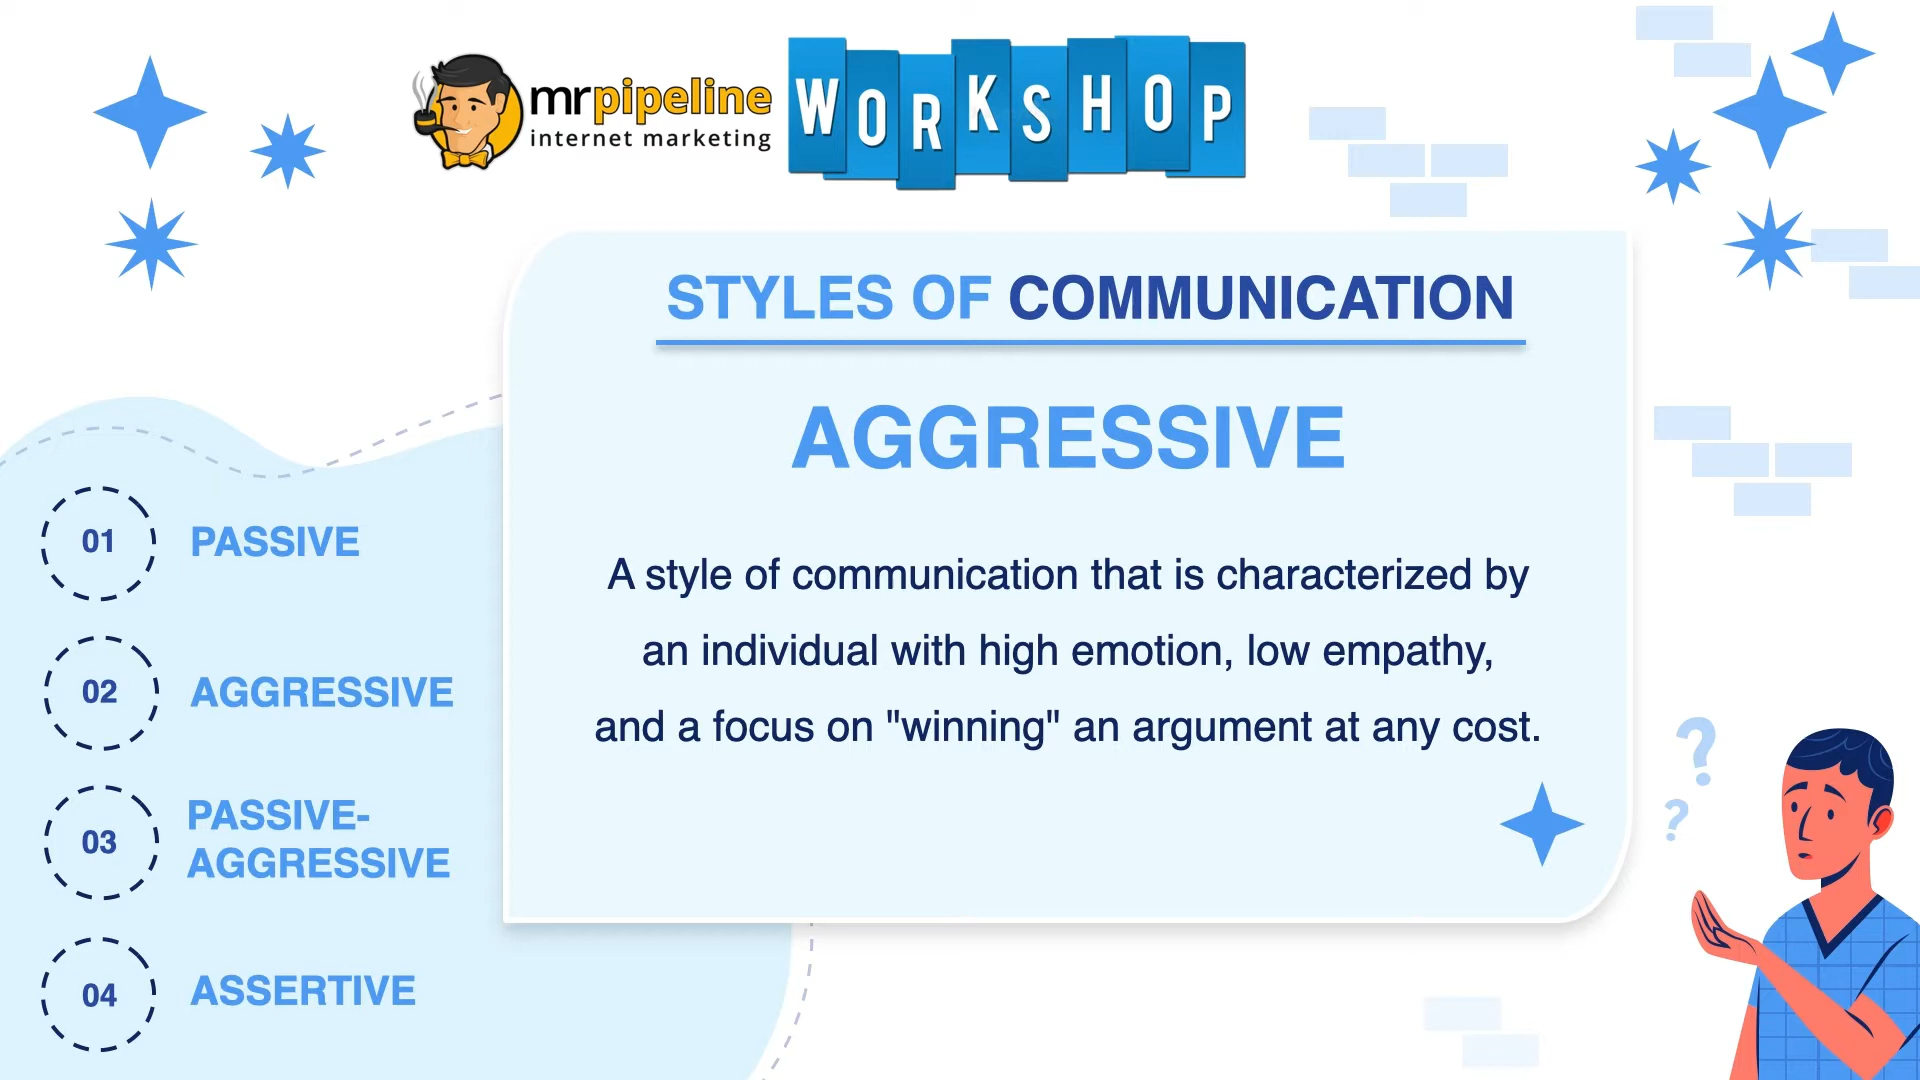 mrpipeline
internet marketing
WORKSHOP
STYLES OF COMMUNICATION
AGGRESSIVE
A style of communication that is characterized by
an individual with high emotion, low empathy,
and a focus on "winning" an argument at any cost.
01 PASSIVE
02 AGGRESSIVE
03 PASSIVE-
AGGRESSIVE
04 ASSERTIVE
?
?